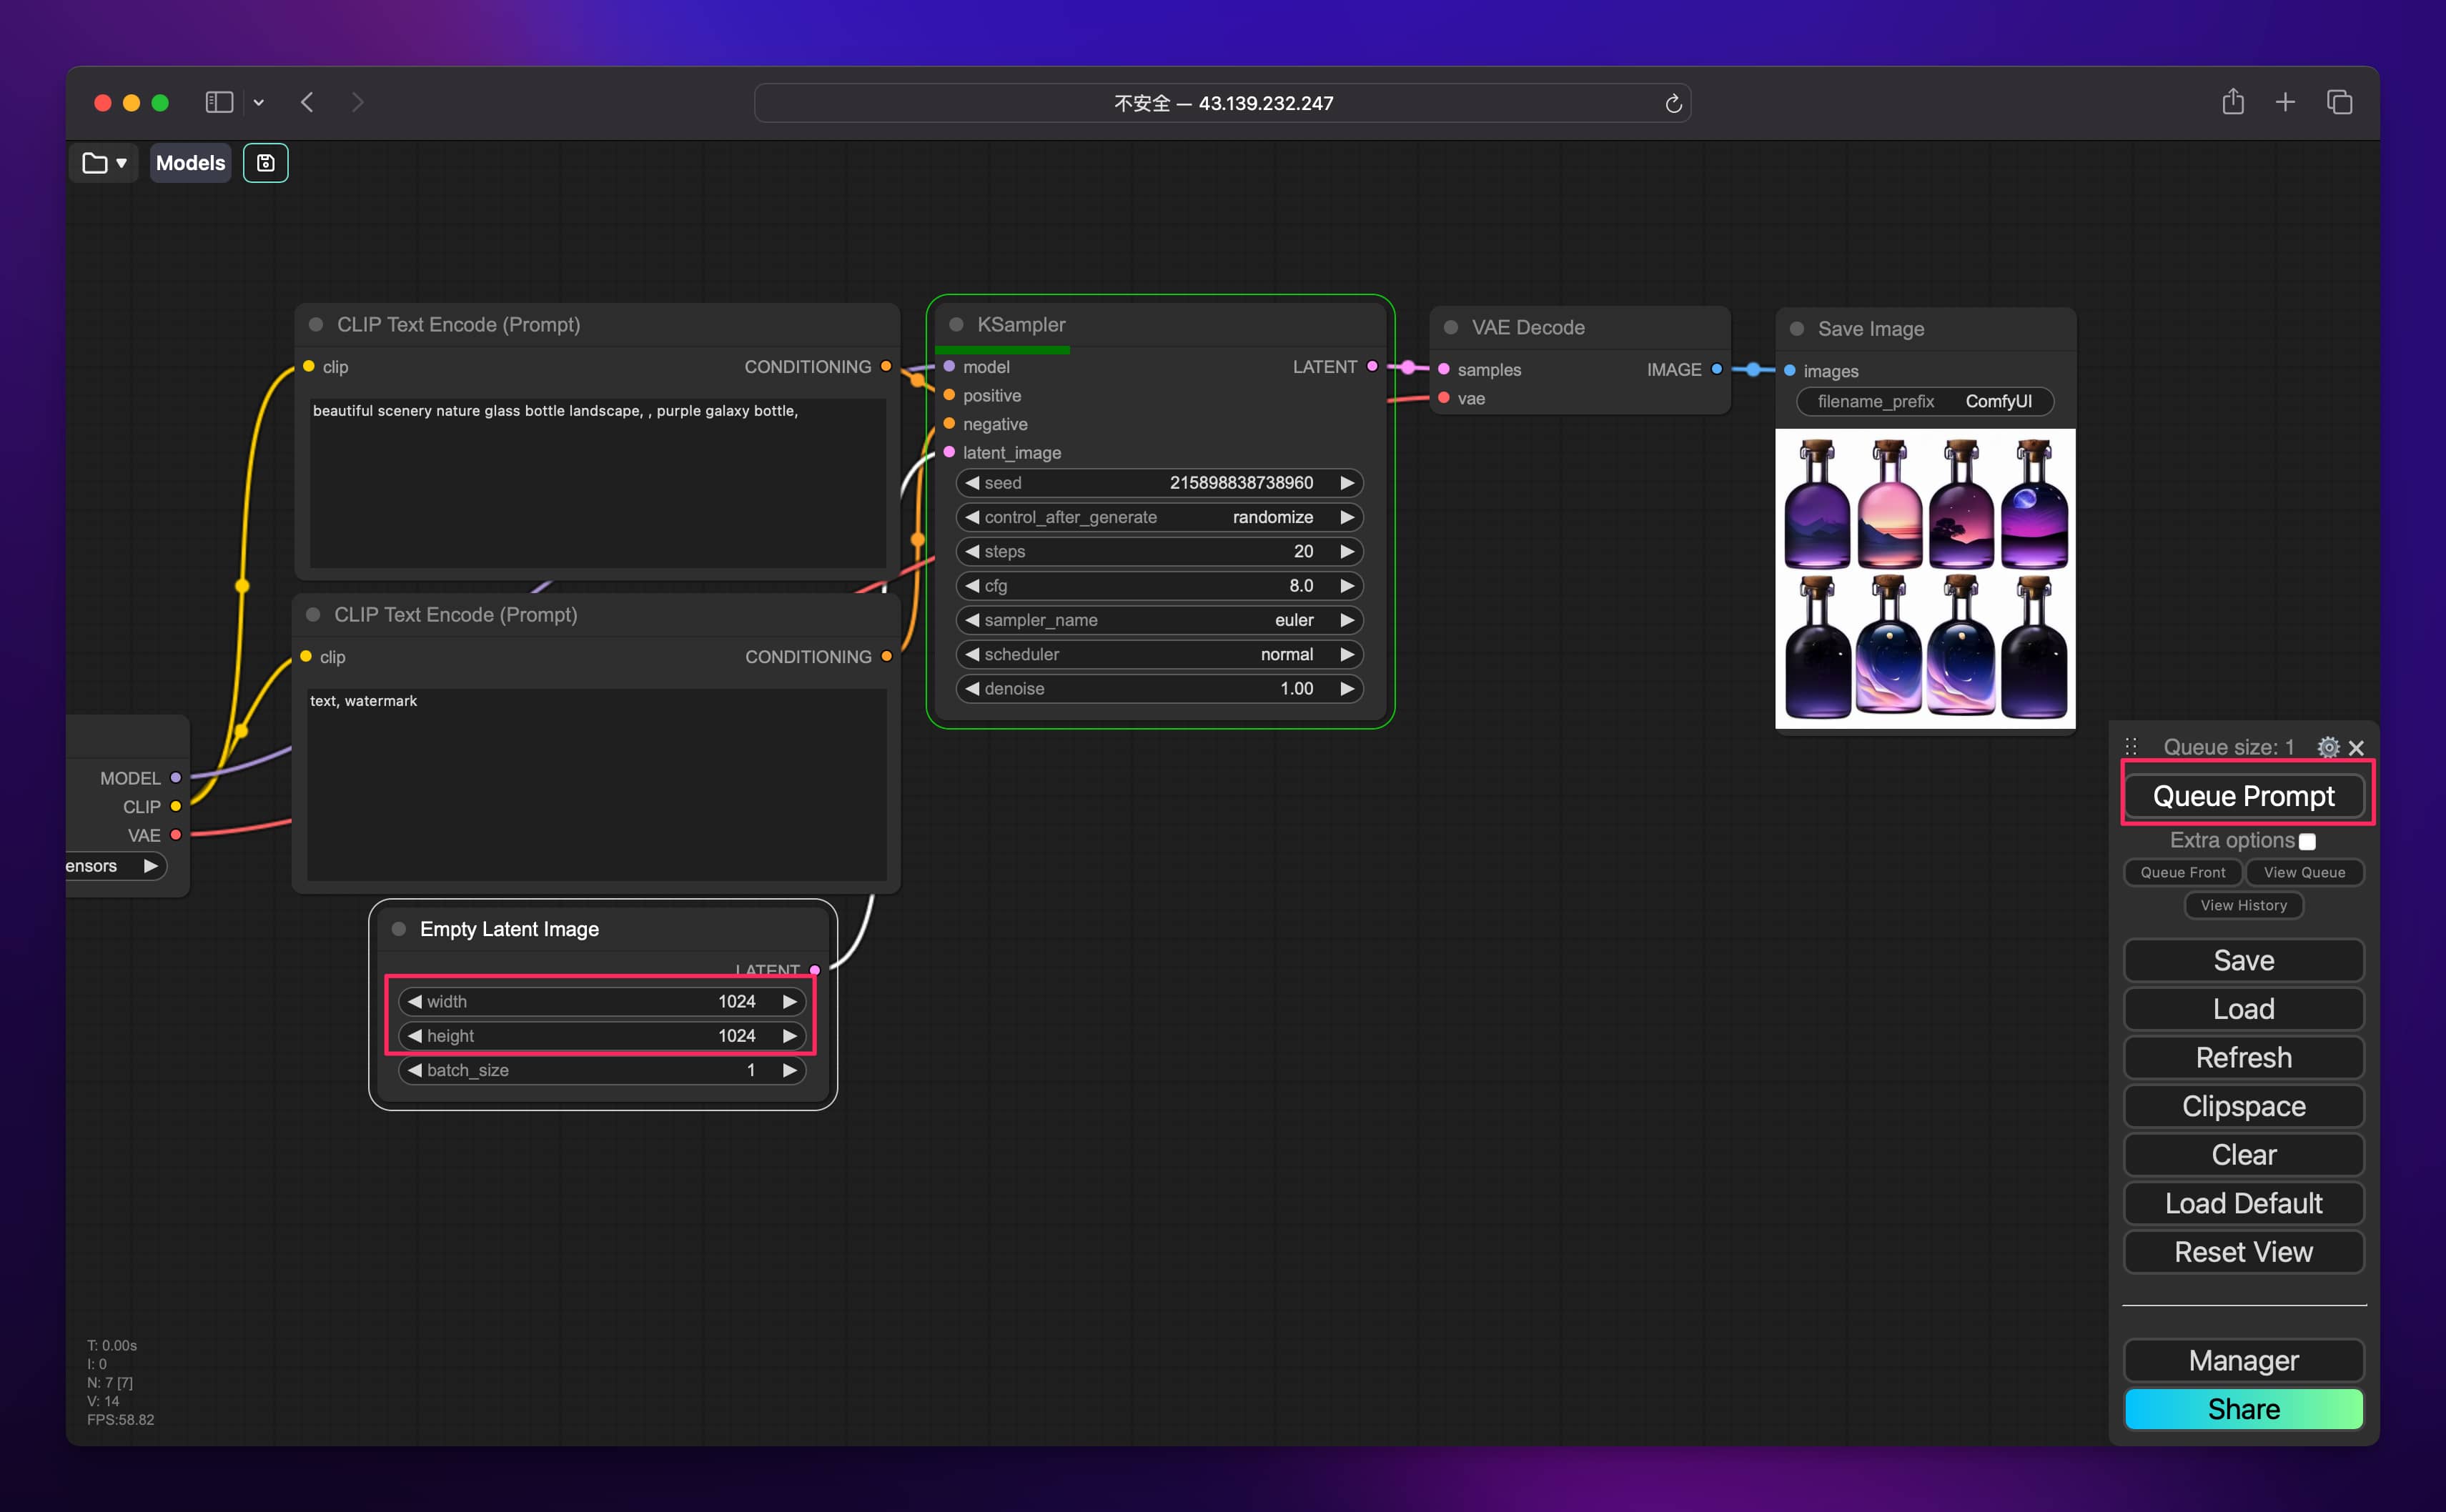 不安全 — 43.139.232.247
Models
CLIP Text Encode (Prompt)
clip
CONDITIONING
beautiful scenery nature glass bottle landscape, , purple galaxy bottle,
CLIP Text Encode (Prompt)
clip
CONDITIONING
text, watermark
MODEL
CLIP
VAE
ensors
Empty Latent Image
LATENT
width 1024
height 1024
batch_size 1
KSampler
model
LATENT
positive
negative
latent_image
seed 215898838738960
control_after_generate randomize
steps 20
cfg 8.0
sampler_name euler
scheduler normal
denoise 1.00
VAE Decode
samples
IMAGE
vae
Save Image
images
filename_prefix ComfyUI
Queue size: 1
Queue Prompt
Extra options
Queue Front
View Queue
View History
Save
Load
Refresh
Clipspace
Clear
Load Default
Reset View
Manager
Share
T: 0.00s
I: 0
N: 7 [7]
V: 14
FPS:58.82